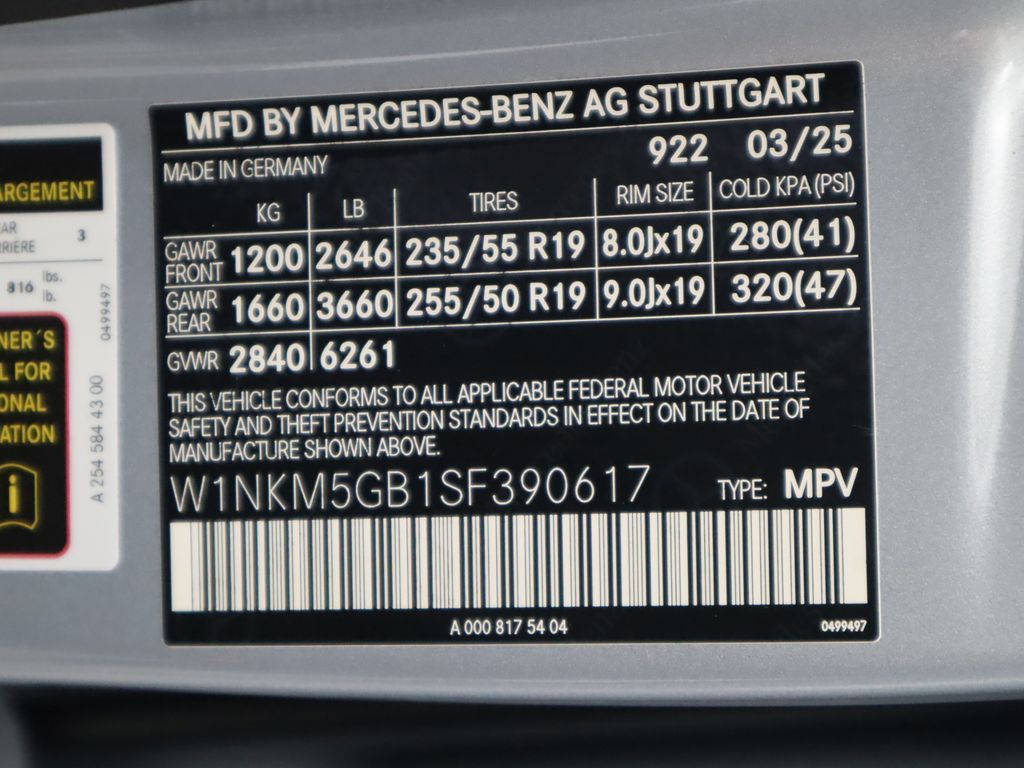 MFD BY MERCEDES-BENZ AG STUTTGART
MADE IN GERMANY 922 03/25
KG LB TIRES RIM SIZE COLD KPA(PSI)
GAWR FRONT 1200 2646 235/55 R19 8.0Jx19 280(41)
GAWR REAR 1660 3660 255/50 R19 9.0Jx19 320(47)
GVWR 2840 6261
THIS VEHICLE CONFORMS TO ALL APPLICABLE FEDERAL MOTOR VEHICLE
SAFETY AND THEFT PREVENTION STANDARDS IN EFFECT ON THE DATE OF
MANUFACTURE SHOWN ABOVE.
W1NKM5GB1SF390617 TYPE: MPV
A 000 817 54 04 0499497
ARGEMENT
AR
RIÈRE 3
816 lbs.
lb.
0499497
NER´S
L FOR
ONAL
ATION
i
A 254 584 43 00